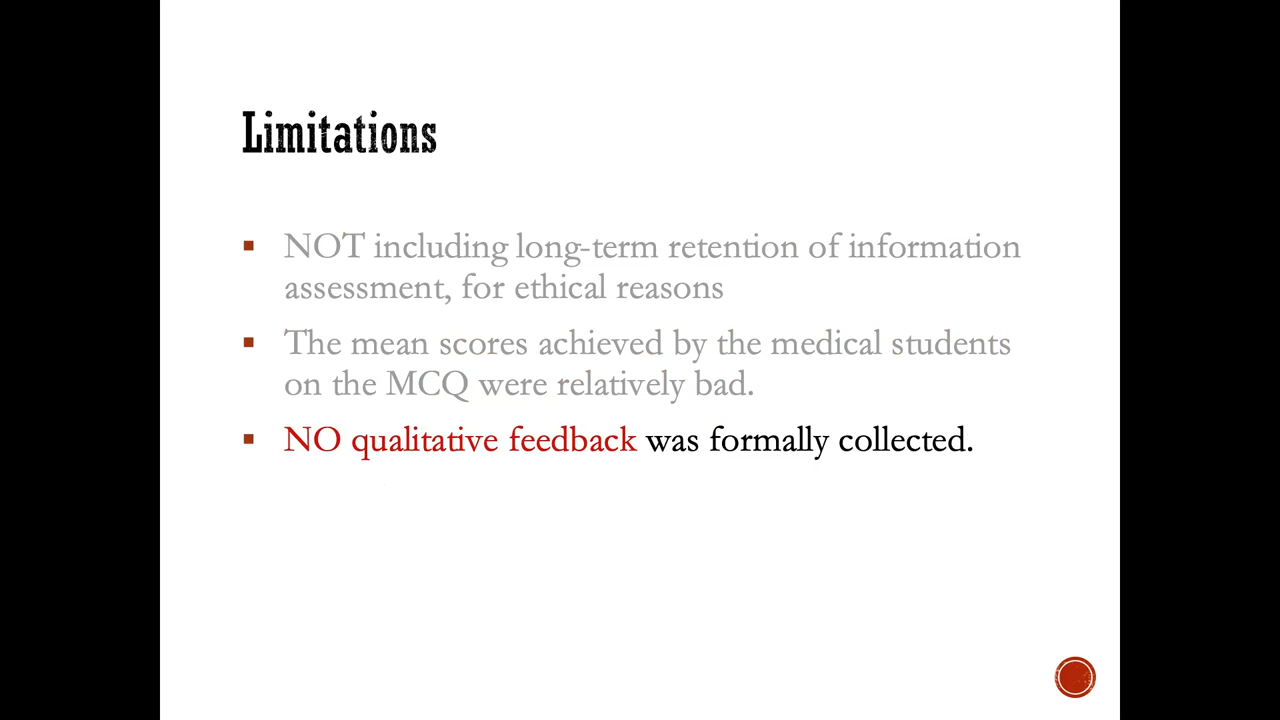 Limitations
▪ NOT including long-term retention of information
assessment, for ethical reasons
▪ The mean scores achieved by the medical students
on the MCQ were relatively bad.
▪ NO qualitative feedback was formally collected.